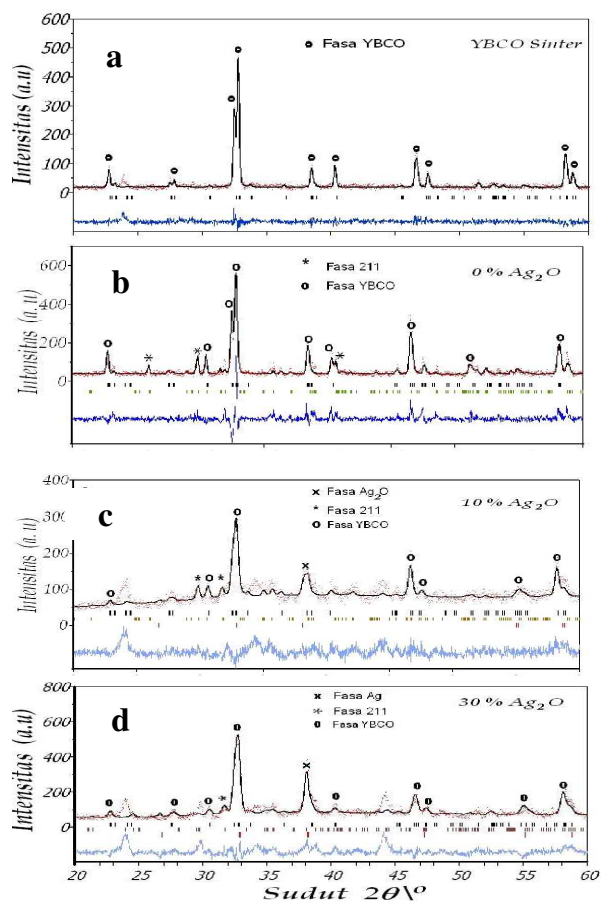 600
500
400
300
200
100
0
Intensitas (a.u)
a
Fasa YBCO
YBCO Sinter
600
400
200
0
Intensitas (a.u)
b
* Fasa 211
Fasa YBCO
0 % Ag2O
400
300
200
100
0
Intensitas (a.u)
c
× Fasa Ag2O
* Fasa 211
Fasa YBCO
10 % Ag2O
800
600
400
200
0
Intensitas (a.u)
d
× Fasa Ag
* Fasa 211
Fasa YBCO
30 % Ag2O
20 25 30 35 40 45 50 55 60
Sudut 2θ\°